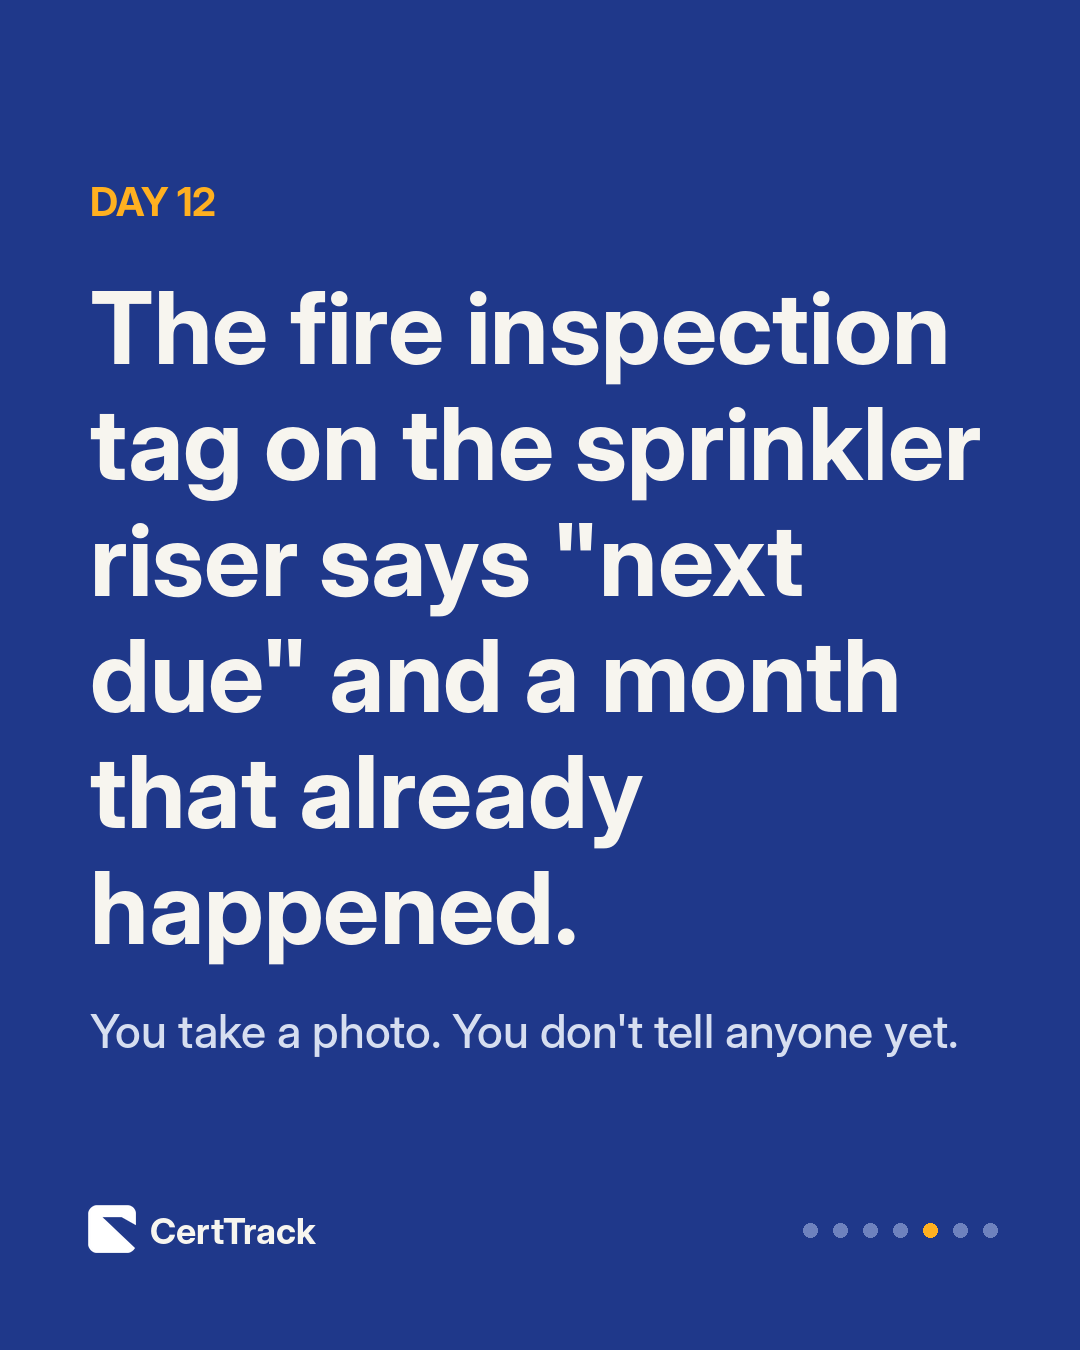 DAY 12
The fire inspection
tag on the sprinkler
riser says "next
due" and a month
that already
happened.
You take a photo. You don't tell anyone yet.
CertTrack